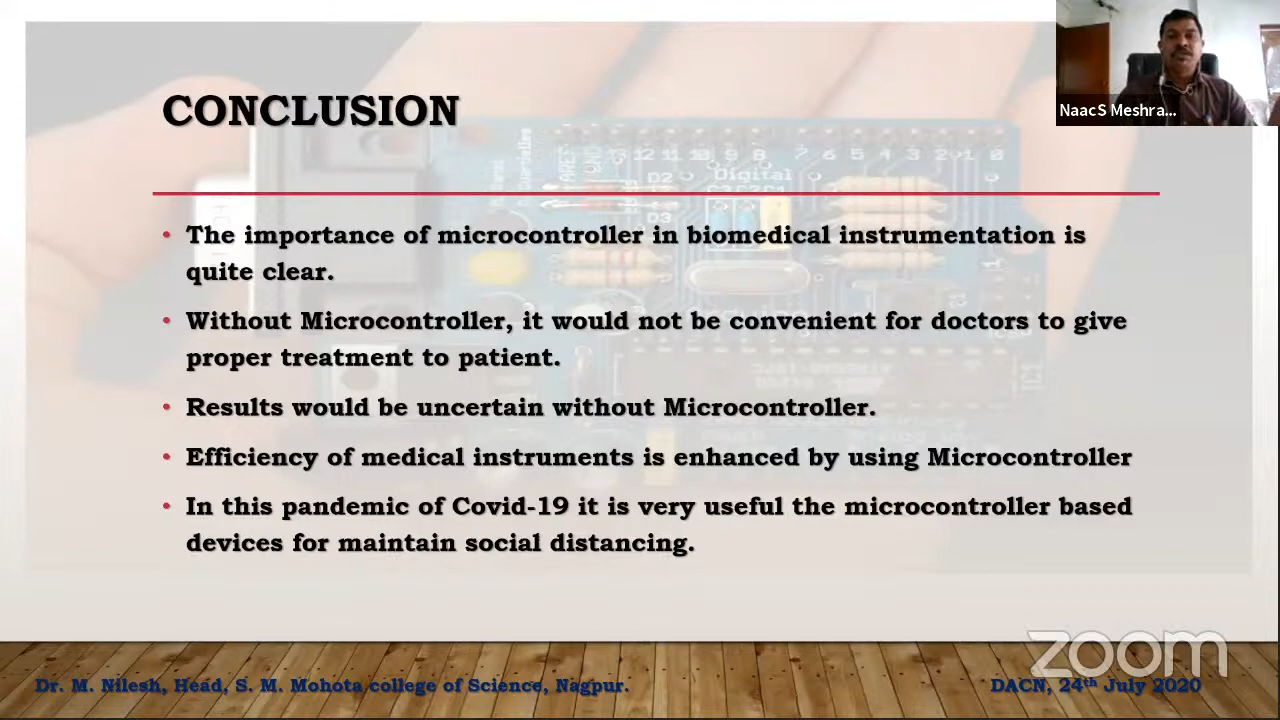 CONCLUSION
NaacS Meshra...
• The importance of microcontroller in biomedical instrumentation is
quite clear.
• Without Microcontroller, it would not be convenient for doctors to give
proper treatment to patient.
• Results would be uncertain without Microcontroller.
• Efficiency of medical instruments is enhanced by using Microcontroller
• In this pandemic of Covid-19 it is very useful the microcontroller based
devices for maintain social distancing.
Digital
zoom
Dr. M. Nilesh, Head, S. M. Mohota college of Science, Nagpur.
DACN, 24th July 2020